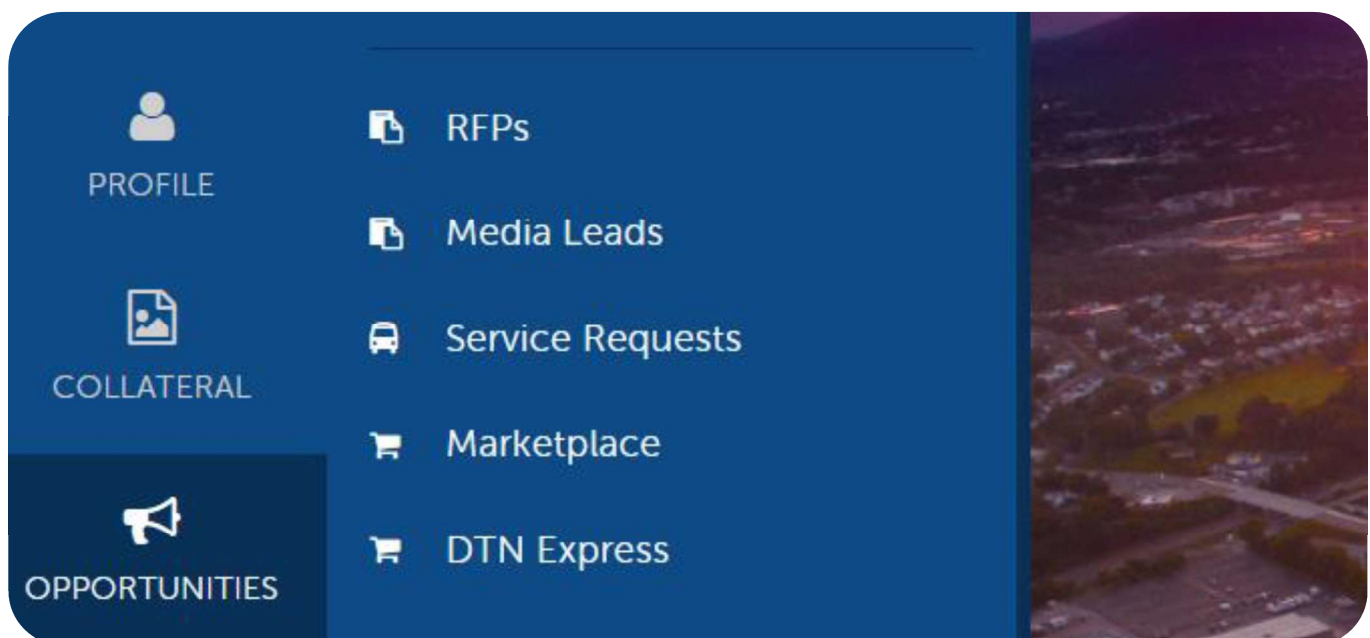 PROFILE
COLLATERAL
OPPORTUNITIES
RFPs
Media Leads
Service Requests
Marketplace
DTN Express